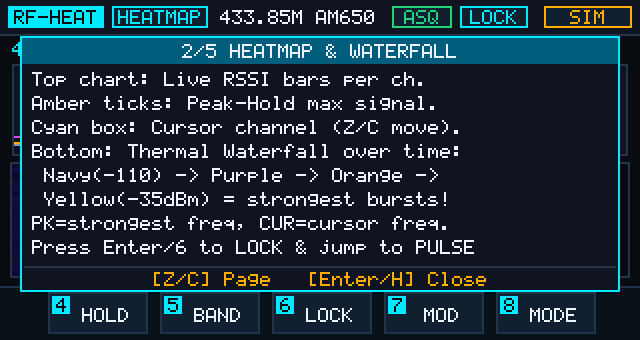 RF-HEAT HEATMAP 433.85M AM650 ASQ LOCK SIM
4
2/5 HEATMAP & WATERFALL
Top chart: Live RSSI bars per ch.
Amber ticks: Peak-Hold max signal.
Cyan box: Cursor channel (Z/C move).
Bottom: Thermal Waterfall over time:
Navy(-110) -> Purple -> Orange ->
Yellow(-35dBm) = strongest bursts!
PK=strongest freq, CUR=cursor freq.
Press Enter/6 to LOCK & jump to PULSE
[Z/C] Page [Enter/H] Close
4 HOLD 5 BAND 6 LOCK 7 MOD 8 MODE